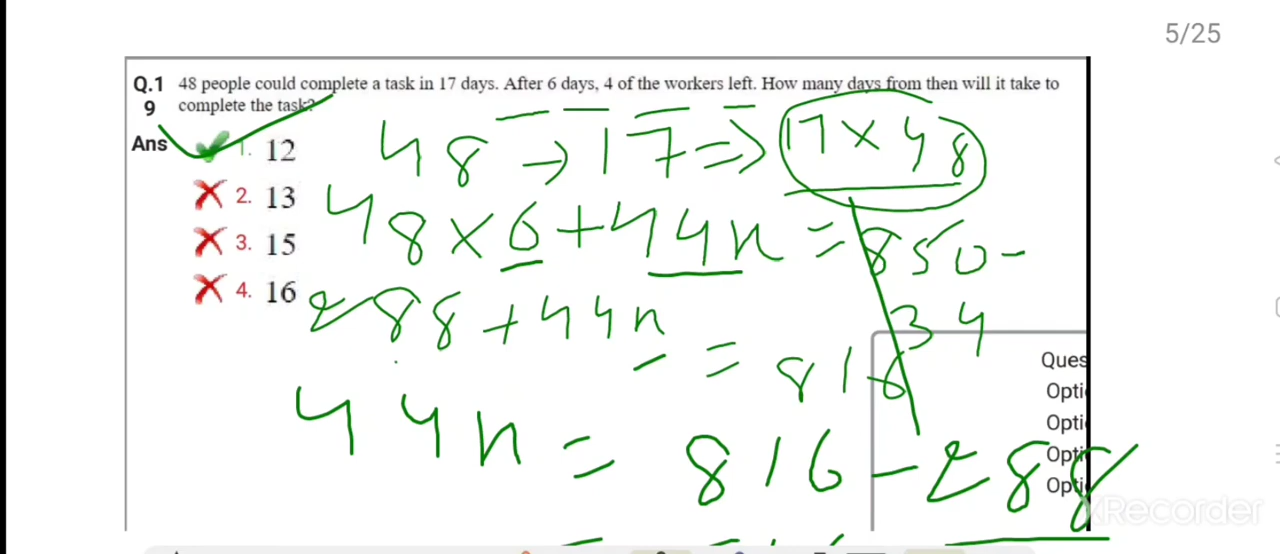 5/25
Q.1 48 people could complete a task in 17 days. After 6 days, 4 of the workers left. How many days from then will it take to
9 complete the task?
Ans 1. 12
2. 13
3. 15
4. 16
48 → 17 ⇒ 17 × 48
48 × 6 + 44n = 850 -
34
288 + 44n = 816
44n = 816 - 288
Ques
Opti
Opti
Opti
Opti
XRecorder